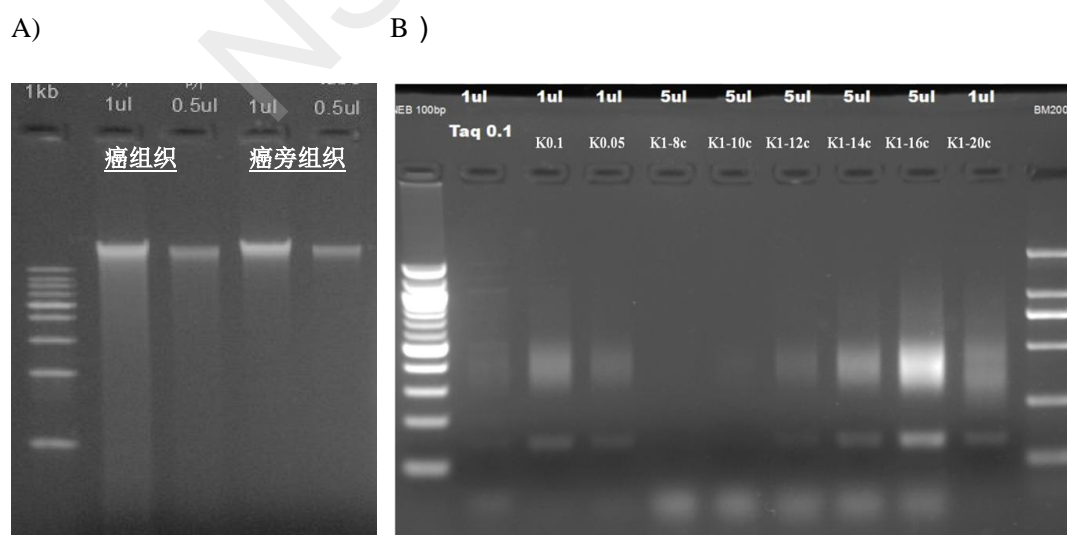 A)
B )
1kb
1ul
0.5ul
1ul
0.5ul
癌组织
癌旁组织
1ul 1ul 1ul 5ul 5ul 5ul 5ul 5ul 1ul
100bp
BM200
Taq 0.1
K0.1 K0.05 K1-8c K1-10c K1-12c K1-14c K1-16c K1-20c